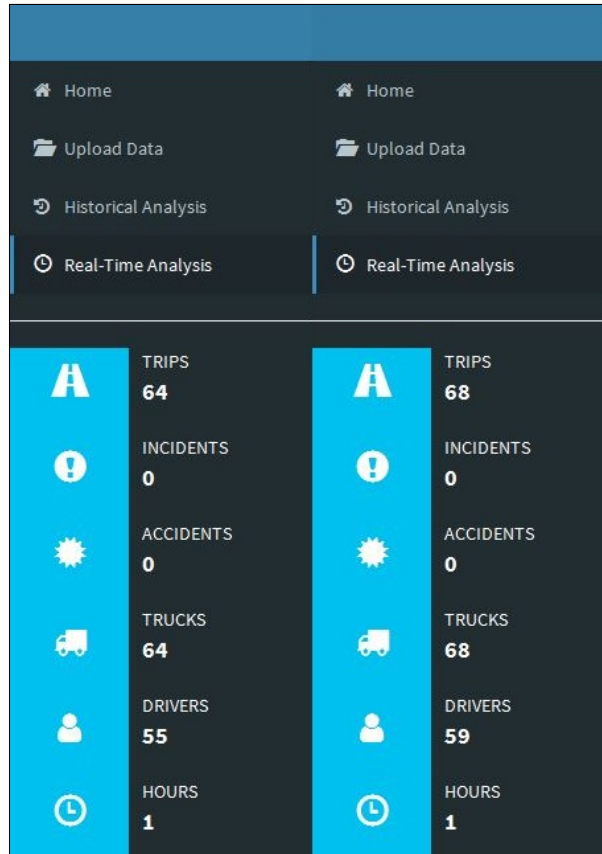 Home
Upload Data
Historical Analysis
Real-Time Analysis
TRIPS
64
INCIDENTS
0
ACCIDENTS
0
TRUCKS
64
DRIVERS
55
HOURS
1
Home
Upload Data
Historical Analysis
Real-Time Analysis
TRIPS
68
INCIDENTS
0
ACCIDENTS
0
TRUCKS
68
DRIVERS
59
HOURS
1